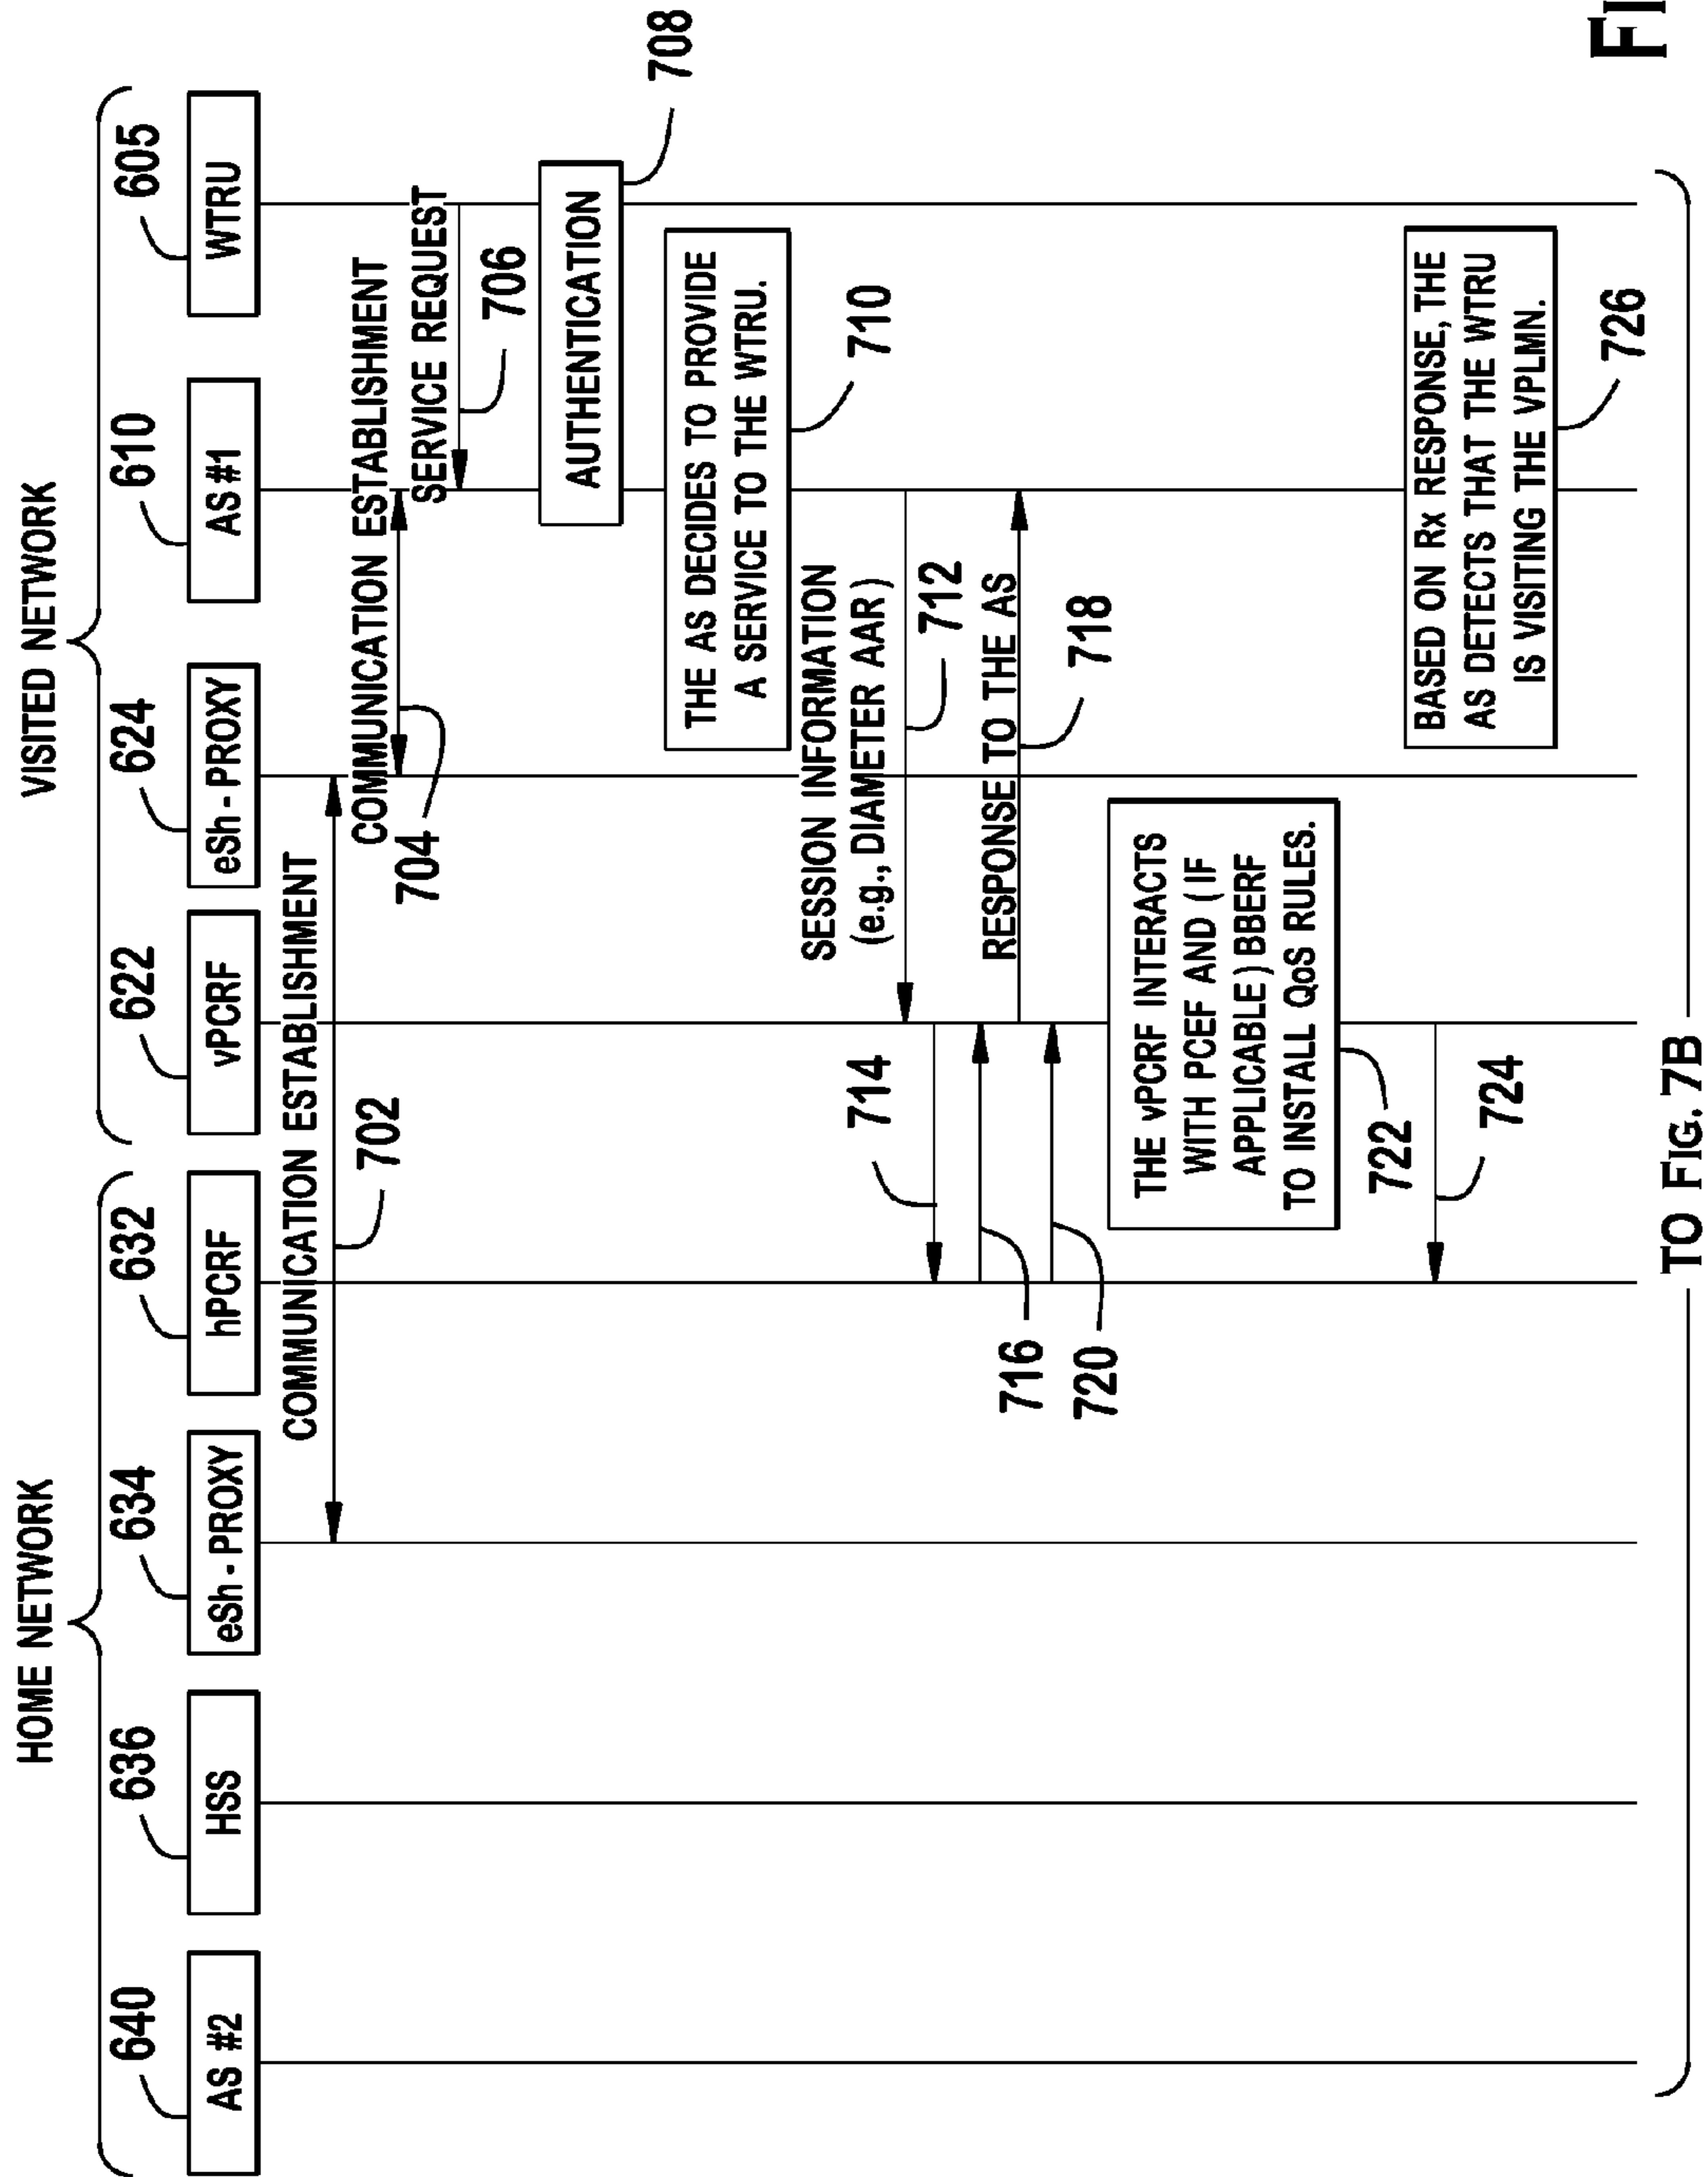 HOME NETWORK
VISITED NETWORK
640
636
634
632
622
624
610
605
AS #2
HSS
eSh - PROXY
hPCRF
vPCRF
eSh - PROXY
AS #1
WTRU
COMMUNICATION ESTABLISHMENT
702
COMMUNICATION ESTABLISHMENT
704
SERVICE REQUEST
706
AUTHENTICATION
708
THE AS DECIDES TO PROVIDE
A SERVICE TO THE WTRU.
710
SESSION INFORMATION
(e.g., DIAMETER AAR )
712
714
716
RESPONSE TO THE AS
718
720
THE vPCRF INTERACTS
WITH PCEF AND ( IF
APPLICABLE ) BBERF
TO INSTALL QoS RULES.
722
724
BASED ON Rx RESPONSE, THE
AS DETECTS THAT THE WTRU
IS VISITING THE VPLMN.
726
TO FIG. 7B
FI